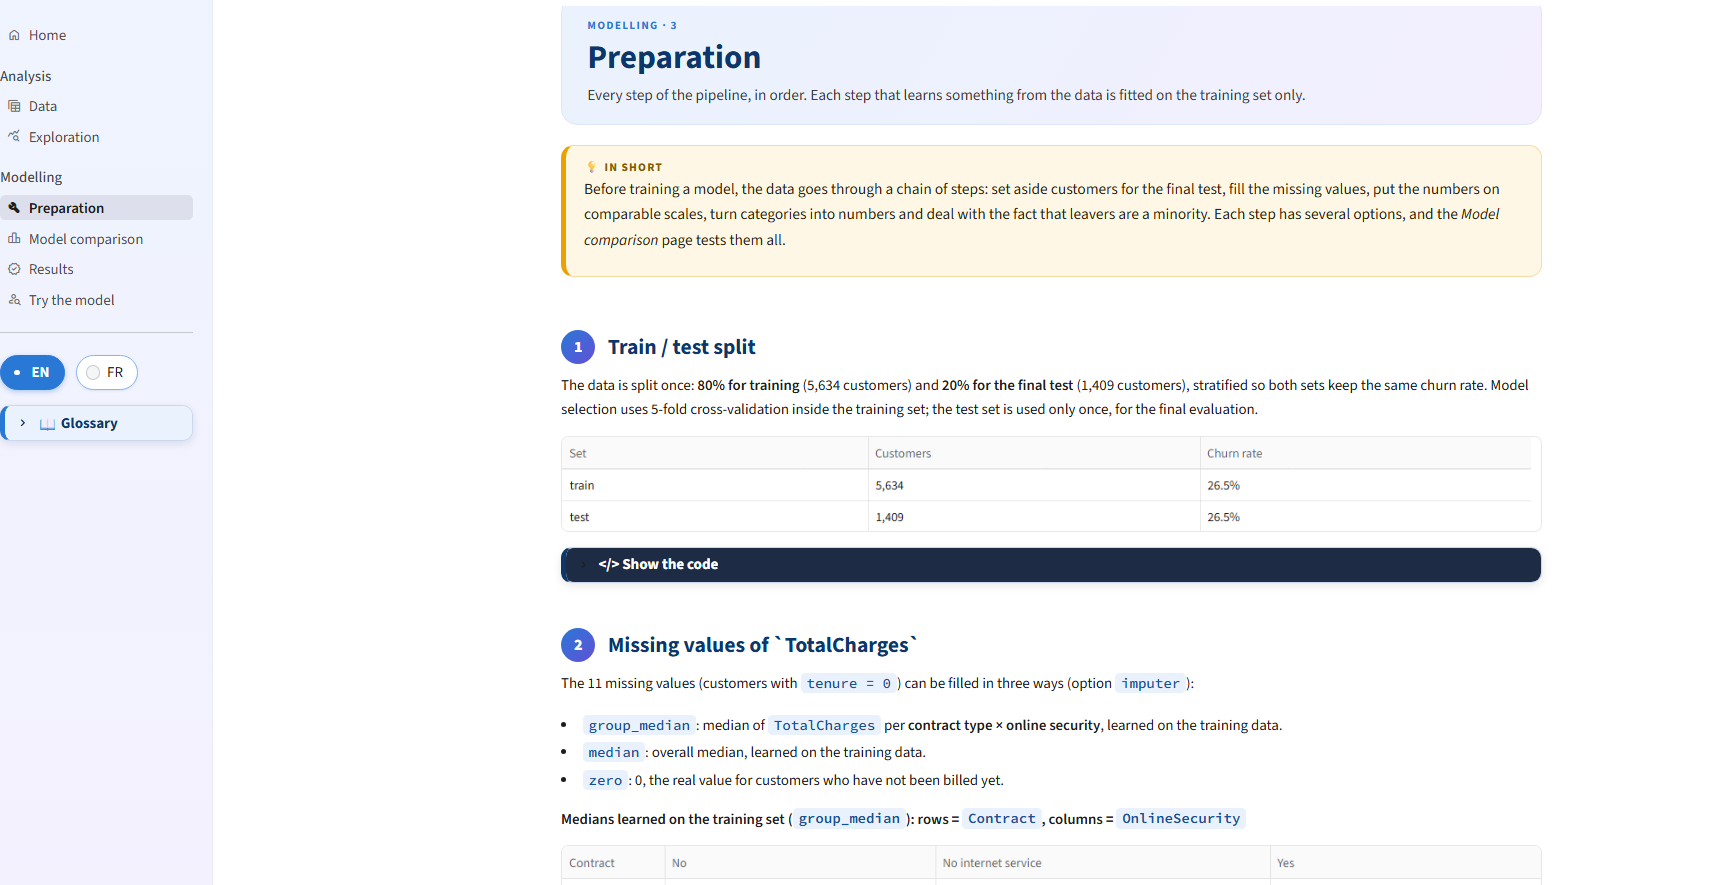 Home
Analysis
Data
Exploration
Modelling
Preparation
Model comparison
Results
Try the model
EN
FR
Glossary
MODELLING · 3
Preparation
Every step of the pipeline, in order. Each step that learns something from the data is fitted on the training set only.
IN SHORT
Before training a model, the data goes through a chain of steps: set aside customers for the final test, fill the missing values, put the numbers on
comparable scales, turn categories into numbers and deal with the fact that leavers are a minority. Each step has several options, and the Model
comparison page tests them all.
1 Train / test split
The data is split once: 80% for training (5,634 customers) and 20% for the final test (1,409 customers), stratified so both sets keep the same churn rate. Model
selection uses 5-fold cross-validation inside the training set; the test set is used only once, for the final evaluation.
Set Customers Churn rate
train 5,634 26.5%
test 1,409 26.5%
</> Show the code
2 Missing values of `TotalCharges`
The 11 missing values (customers with tenure = 0 ) can be filled in three ways (option imputer ):
• group_median : median of TotalCharges per contract type × online security, learned on the training data.
• median : overall median, learned on the training data.
• zero : 0, the real value for customers who have not been billed yet.
Medians learned on the training set ( group_median ): rows = Contract , columns = OnlineSecurity
Contract No No internet service Yes